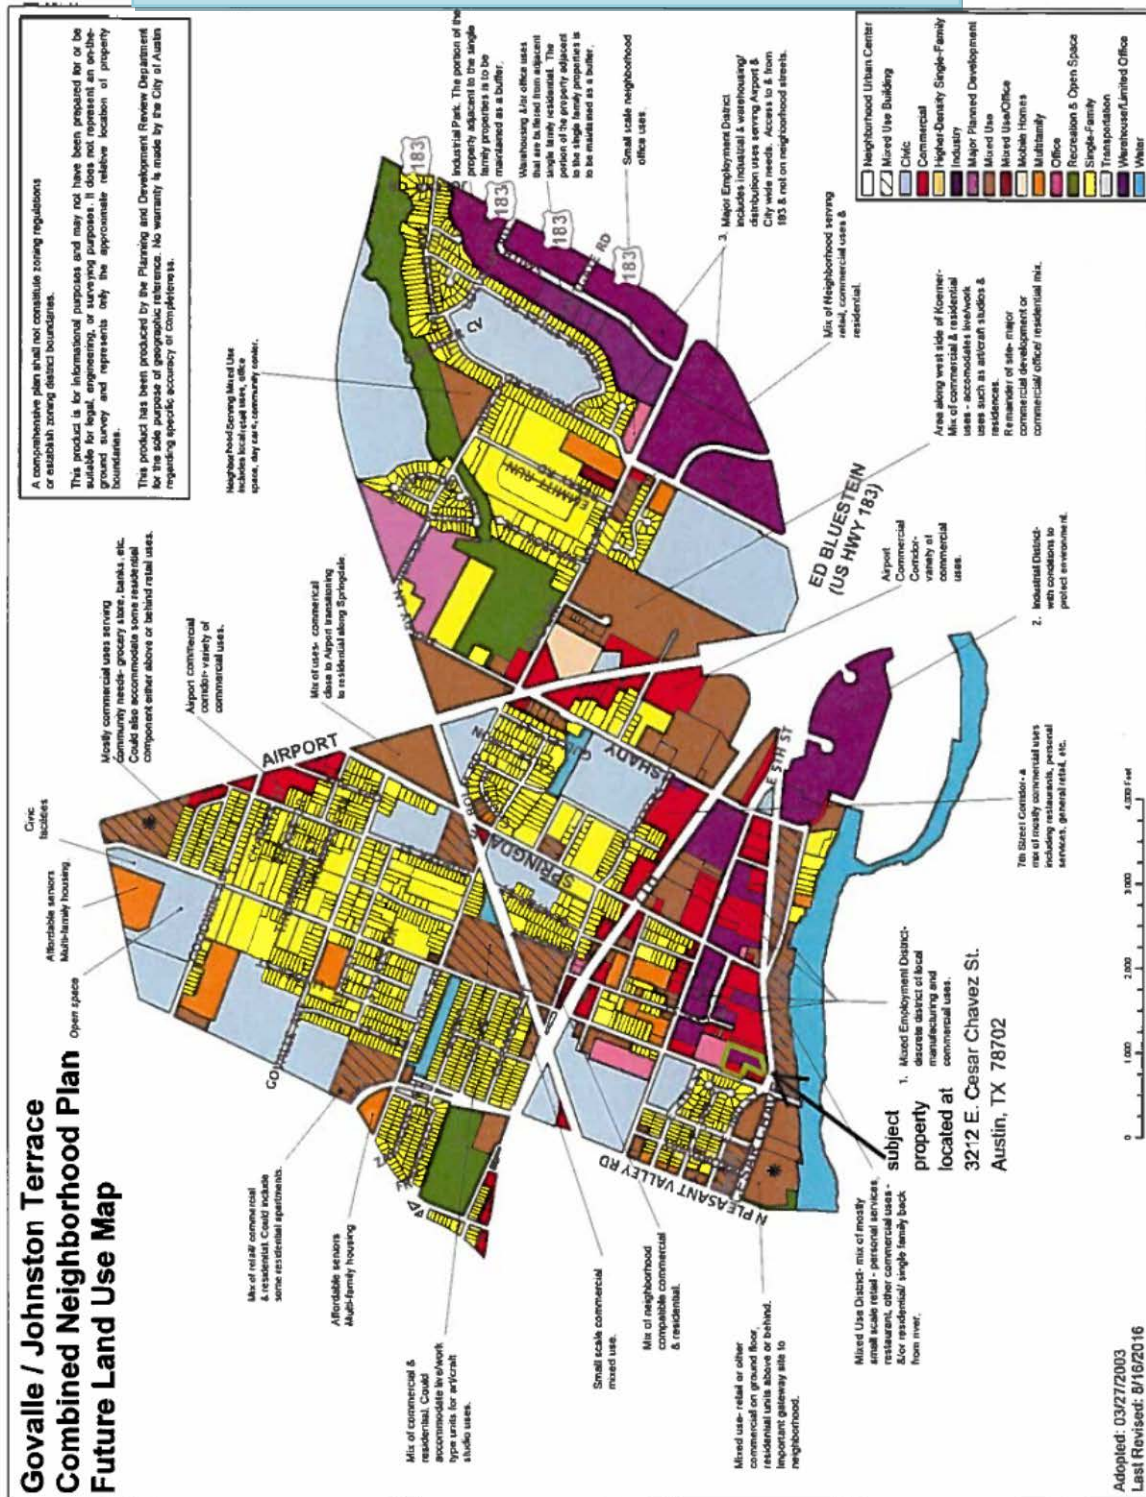 Govalle / Johnston Terrace
Combined Neighborhood Plan
Future Land Use Map
A comprehensive plan shall not constitute zoning regulations
or establish zoning district boundaries.
This product is for informational purposes and may not have been prepared for or be
suitable for legal, engineering, or surveying purposes. It does not represent an on-the-
ground survey and represents only the approximate relative location of property
boundaries.
This product has been produced by the Planning and Development Review Department
for the sole purpose of geographic reference. No warranty is made by the City of Austin
regarding specific accuracy or completeness.
Open space
Affordable seniors
Multi-family housing
Civic
facilities
Mostly commercial uses serving
community needs- grocery store, banks, etc.
Could also accommodate some residential
component either above or behind retail uses.
Airport commercial
corridor- variety of
commercial uses.
Mix of uses- commerical
close to Airport transitioning
to residential along Springdale.
Neighborhood Serving Mixed Use
includes local retail uses, office
space, day care, community center.
Industrial Park. The portion of the
property adjacent to the single
family properties is to be
maintained as a buffer.
Warehousing &/or office uses
that are buffered from adjacent
single family residential. The
portion of the property adjacent
to the single family properties is
to be maintained as a buffer.
Small scale neighborhood
office uses.
3. Major Employment District
includes industrial & warehousing/
distribution uses serving Airport &
City wide needs. Access to & from
183 & not on neighborhood streets.
Mix of Neighborhood serving
retail, commercial uses &
residential.
Area along west side of Koerner-
Mix of commercial & residential
uses - accomodates live/work
uses such as art/craft studios &
residences.
Remainder of site- major
commercial development or
commercial/ office/ residential mix.
Airport
Commercial
Corridor-
variety of
commercial
uses.
2. Industrial District-
with conditions to
protect environment.
7th Street Corridor- a
mix of mostly commercial uses
including restaurants, personal
services, general retail, etc.
1. Mixed Employment District-
discrete district of local
manufacturing and
commercial uses.
subject
property
located at
3212 E. Cesar Chavez St.
Austin, TX 78702
Mixed Use District- mix of mostly
small scale retail - personal services,
restaurant, other commercial uses -
&/or residential/ single family back
from river.
Mixed use- retail or other
commercial on ground floor,
residential units above or behind.
Important gateway site to
neighborhood.
Mix of neighborhood
compatible commercial
& residential.
Small scale commercial
mixed use.
Mix of commercial &
residential. Could
accommodate live/work
type units for art/craft
studio uses.
Affordable seniors
Multi-family housing
Mix of retail/ commercial
& residential. Could include
some residential apartments.
AIRPORT
SPRINGDALE
SHADY
E 5TH ST
N PLEASANT VALLEY RD
ED BLUESTEIN
(US HWY 183)
183
183
183
183
CV
EMMITT RUN
Neighborhood Urban Center
Mixed Use Building
Civic
Commercial
Higher-Density Single-Family
Industry
Major Planned Development
Mixed Use
Mixed Use/Office
Mobile Homes
Multifamily
Office
Recreation & Open Space
Single-Family
Transportation
Warehouse/Limited Office
Water
0 1,000 2,000 3,000 4,000 Feet
Adopted: 03/27/2003
Last Revised: 8/16/2016